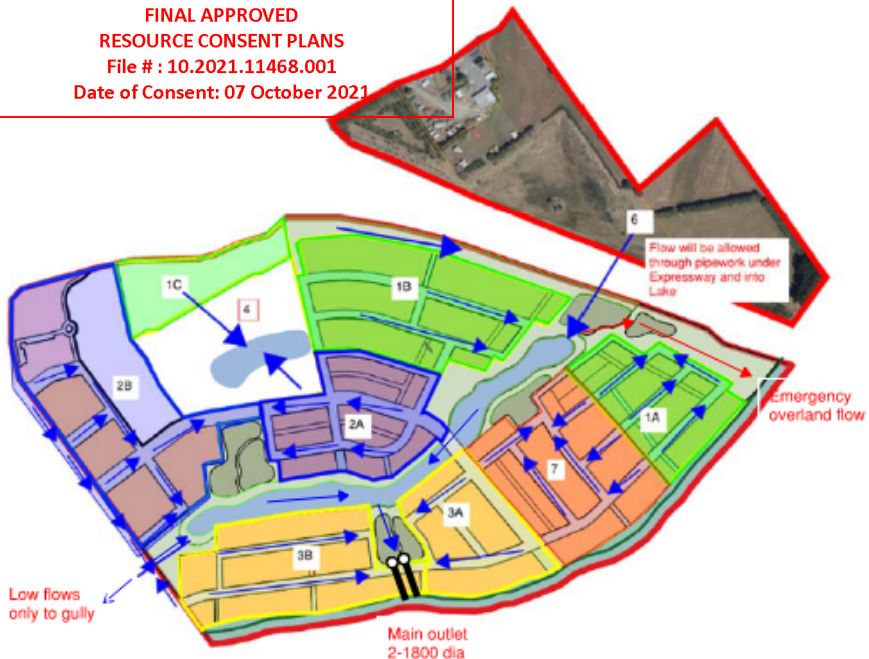 FINAL APPROVED
RESOURCE CONSENT PLANS
File # : 10.2021.11468.001
Date of Consent: 07 October 2021
6
Flow will be allowed
through pipework under
Expressway and into
Lake
1C
1B
4
2B
Emergency
overland flow
1A
2A
7
3A
3B
Low flows
only to gully
Main outlet
2-1800 dia